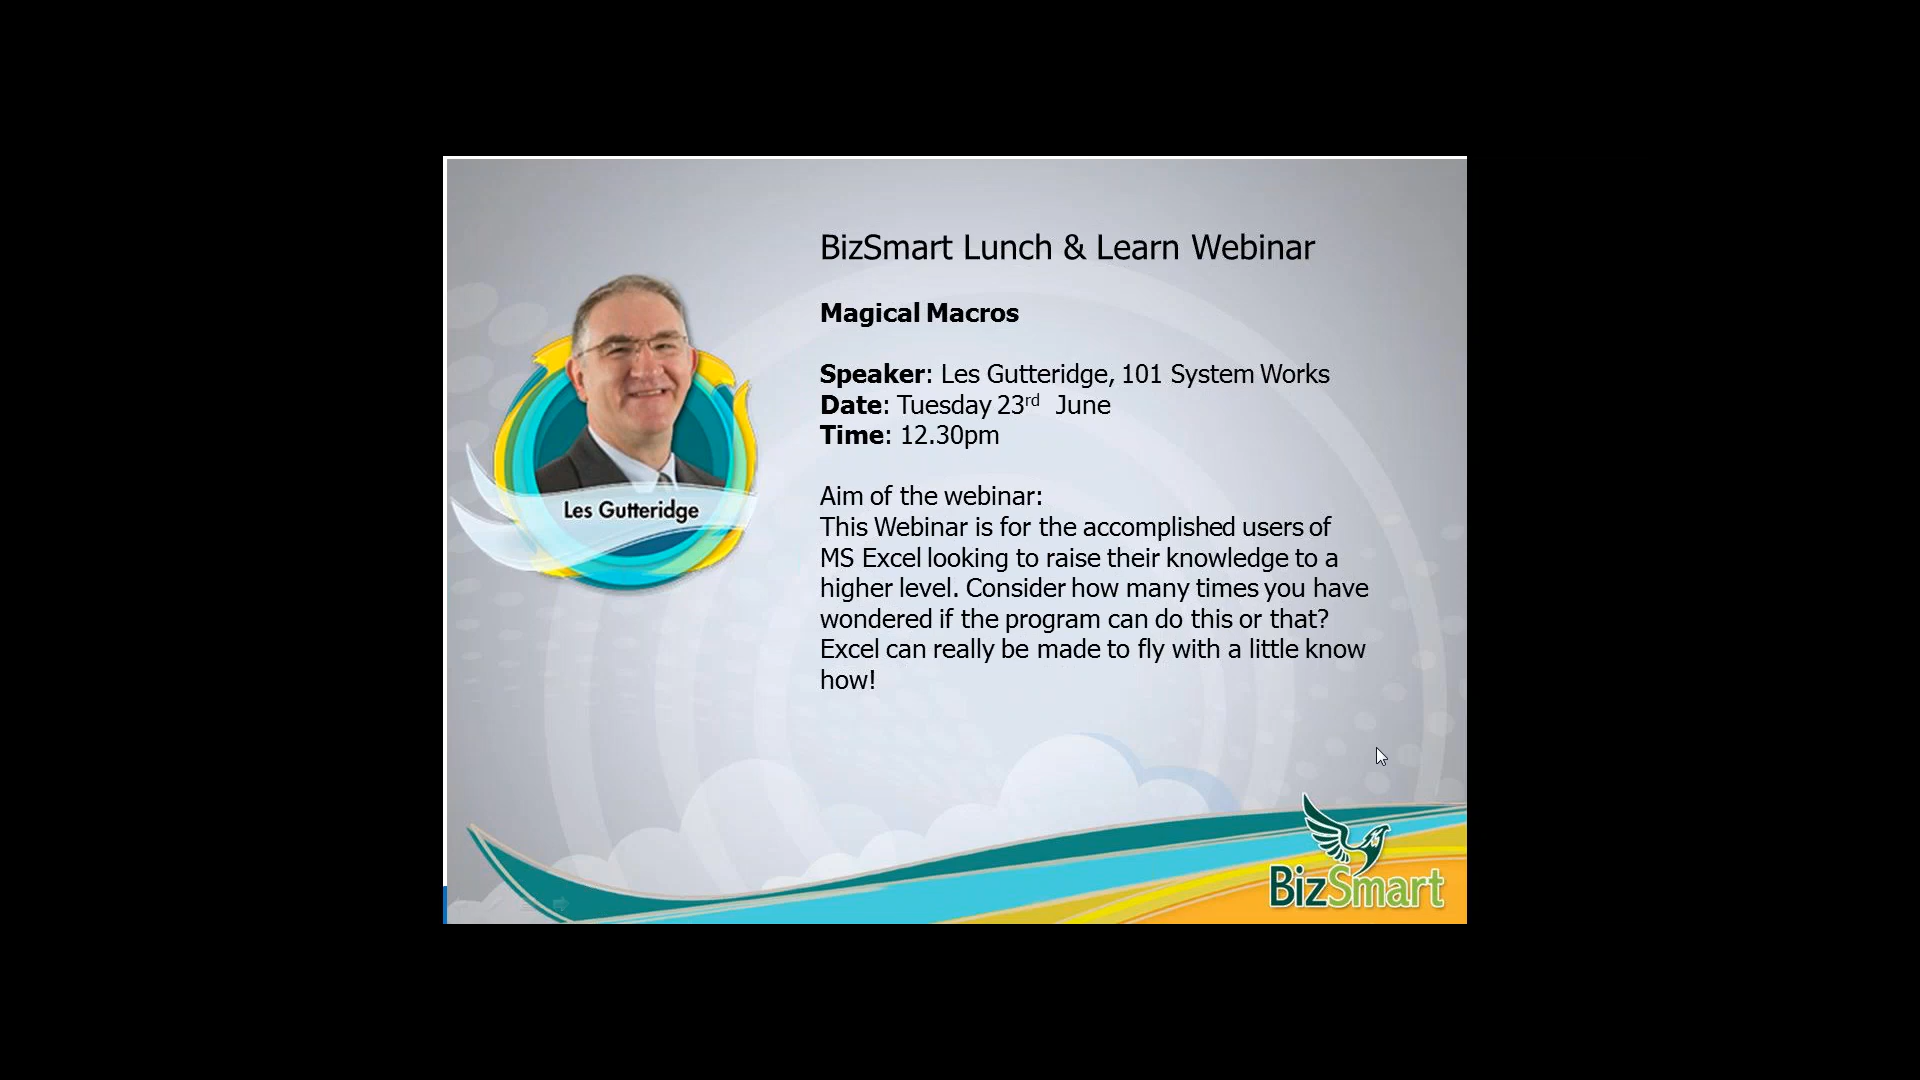 BizSmart Lunch & Learn Webinar
Magical Macros
Speaker: Les Gutteridge, 101 System Works
Date: Tuesday 23rd June
Time: 12.30pm
Les Gutteridge
Aim of the webinar:
This Webinar is for the accomplished users of
MS Excel looking to raise their knowledge to a
higher level. Consider how many times you have
wondered if the program can do this or that?
Excel can really be made to fly with a little know
how!
BizSmart